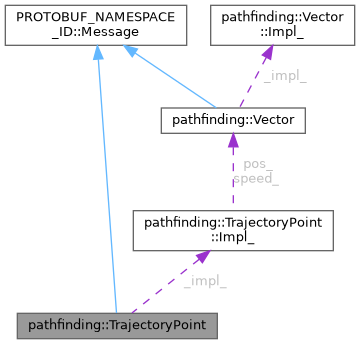 PROTOBUF_NAMESPACE
_ID::Message
pathfinding::Vector
::Impl_
_impl_
pathfinding::Vector
pos_
speed_
pathfinding::TrajectoryPoint
::Impl_
_impl_
pathfinding::TrajectoryPoint